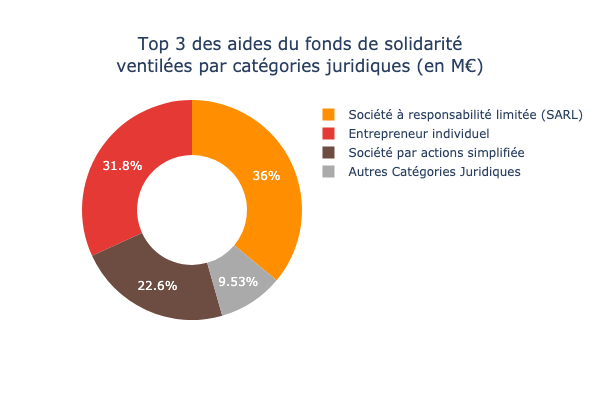 Top 3 des aides du fonds de solidarité
ventilées par catégories juridiques (en M€)
Société à responsabilité limitée (SARL)
Entrepreneur individuel
Société par actions simplifiée
Autres Catégories Juridiques
31.8%
36%
22.6%
9.53%